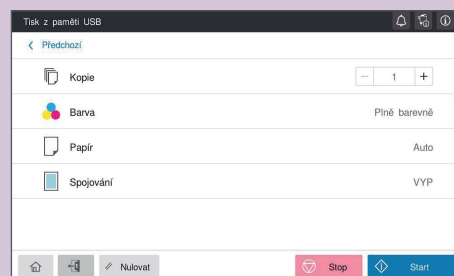 Tisk z paměti USB
Předchozí
Kopie
1
Barva
Plně barevně
Papír
Auto
Spojování
VYP
Nulovat
Stop
Start